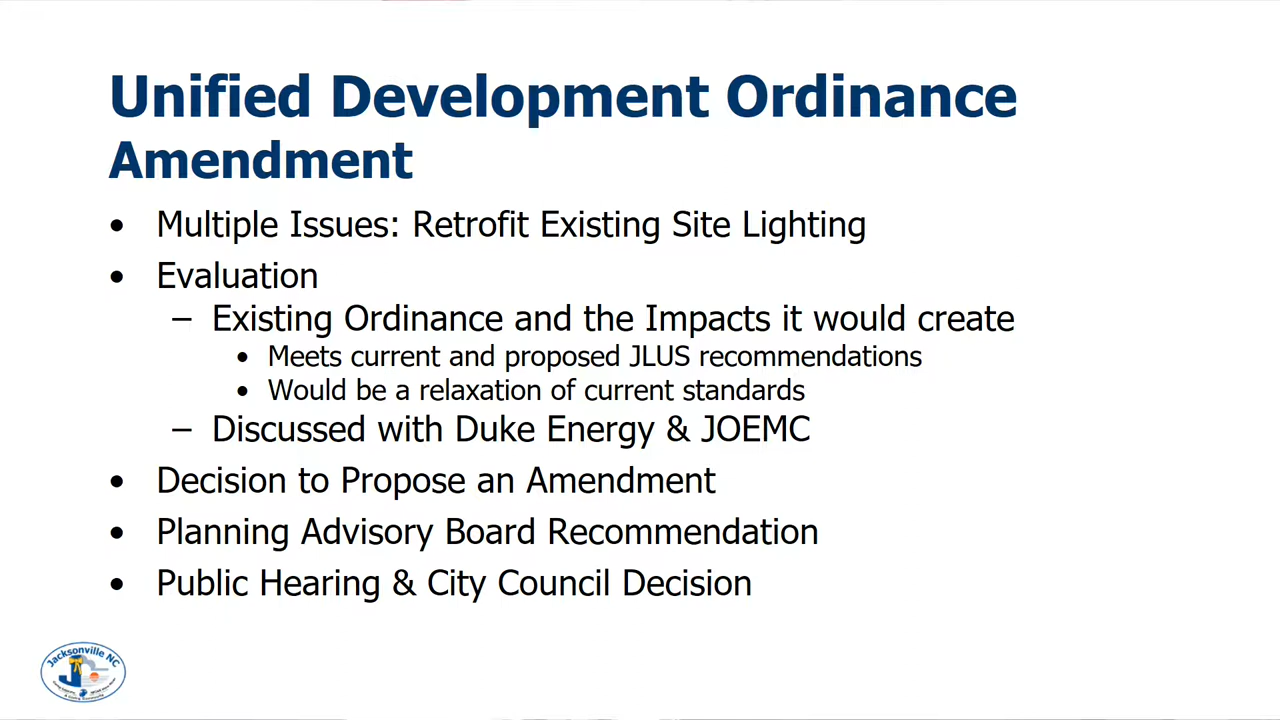 Unified Development Ordinance
Amendment
• Multiple Issues: Retrofit Existing Site Lighting
• Evaluation
– Existing Ordinance and the Impacts it would create
• Meets current and proposed JLUS recommendations
• Would be a relaxation of current standards
– Discussed with Duke Energy & JOEMC
• Decision to Propose an Amendment
• Planning Advisory Board Recommendation
• Public Hearing & City Council Decision
Jacksonville NC